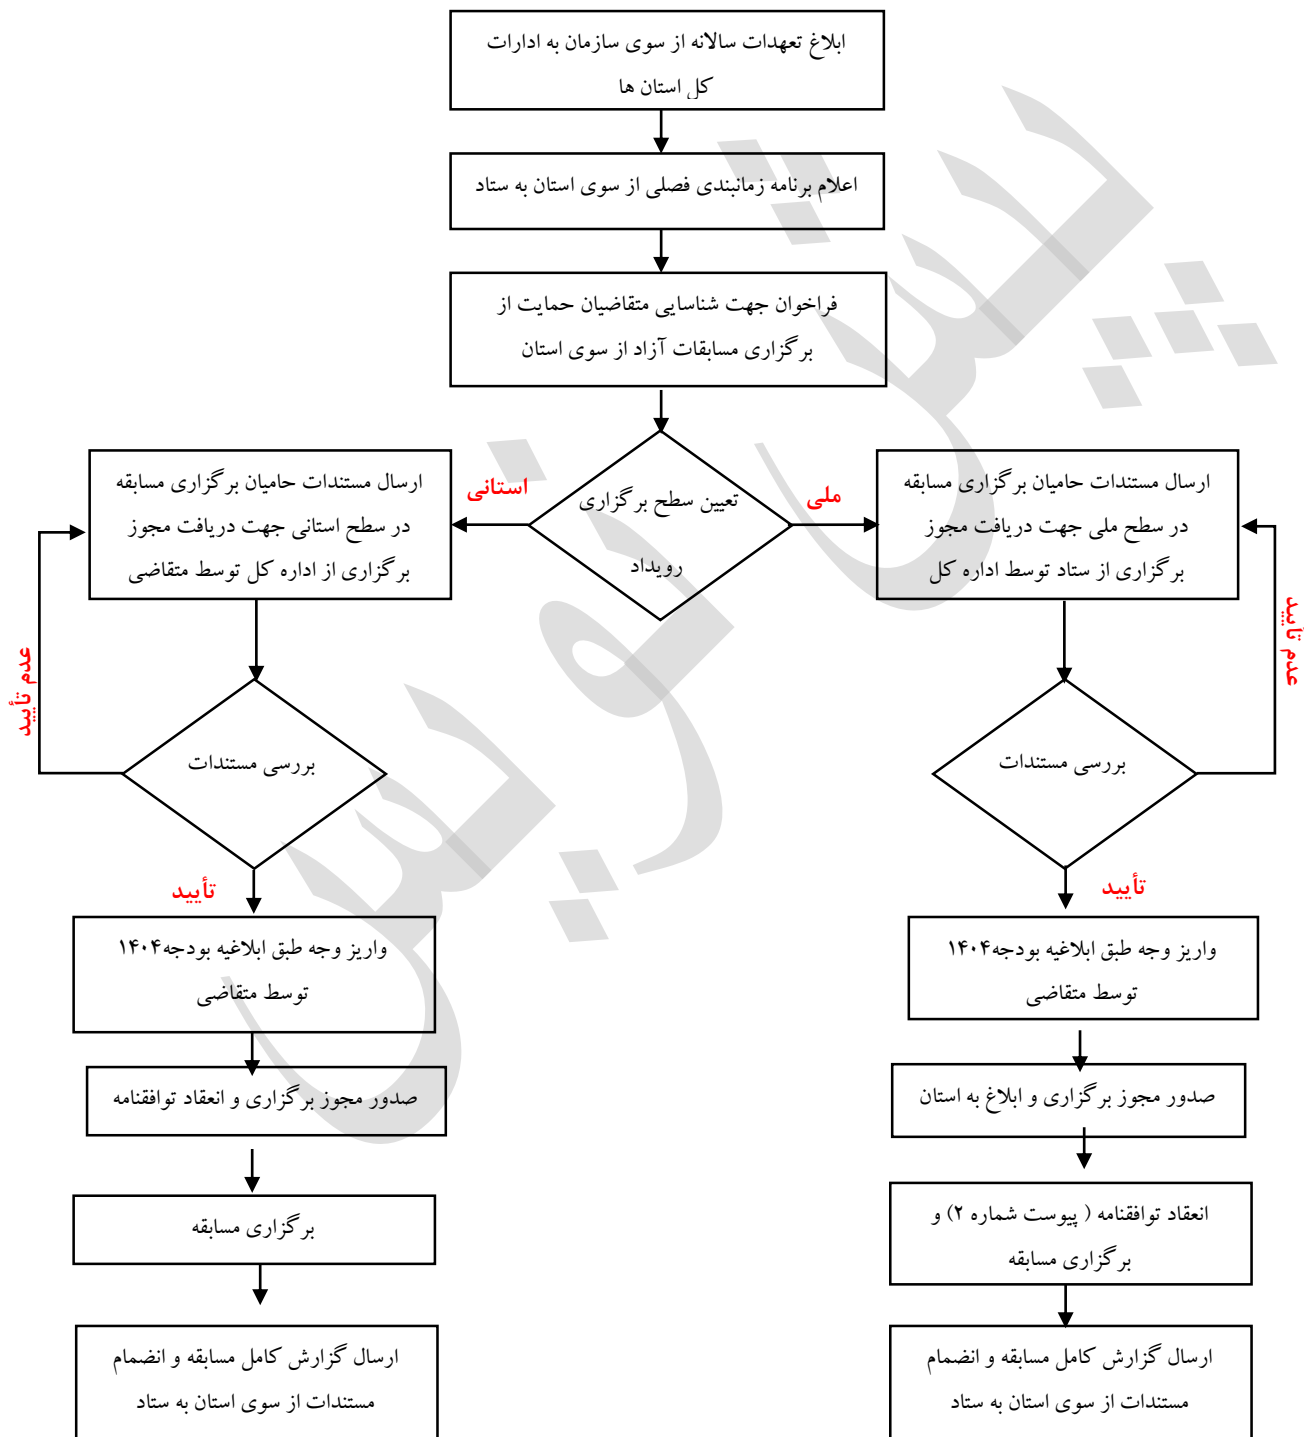 ابلاغ تعهدات سالانه از سوی سازمان به ادارات
کل استان ها
اعلام برنامه زمانبندی فصلی از سوی استان به ستاد
فراخوان جهت شناسایی متقاضیان حمایت از
برگزاری مسابقات آزاد از سوی استان
تعیین سطح برگزاری
رویداد
ملی
استانی
ارسال مستندات حامیان برگزاری مسابقه
در سطح ملی جهت دریافت مجوز
برگزاری از ستاد توسط اداره کل
عدم تأیید
بررسی مستندات
تأیید
واریز وجه طبق ابلاغیه بودجه۱۴۰۴
توسط متقاضی
صدور مجوز برگزاری و ابلاغ به استان
انعقاد توافقنامه ( پیوست شماره ۲) و
برگزاری مسابقه
ارسال گزارش کامل مسابقه و انضمام
مستندات از سوی استان به ستاد
ارسال مستندات حامیان برگزاری مسابقه
در سطح استانی جهت دریافت مجوز
برگزاری از اداره کل توسط متقاضی
عدم تأیید
بررسی مستندات
تأیید
واریز وجه طبق ابلاغیه بودجه۱۴۰۴
توسط متقاضی
صدور مجوز برگزاری و انعقاد توافقنامه
برگزاری مسابقه
ارسال گزارش کامل مسابقه و انضمام
مستندات از سوی استان به ستاد
پیش نویس